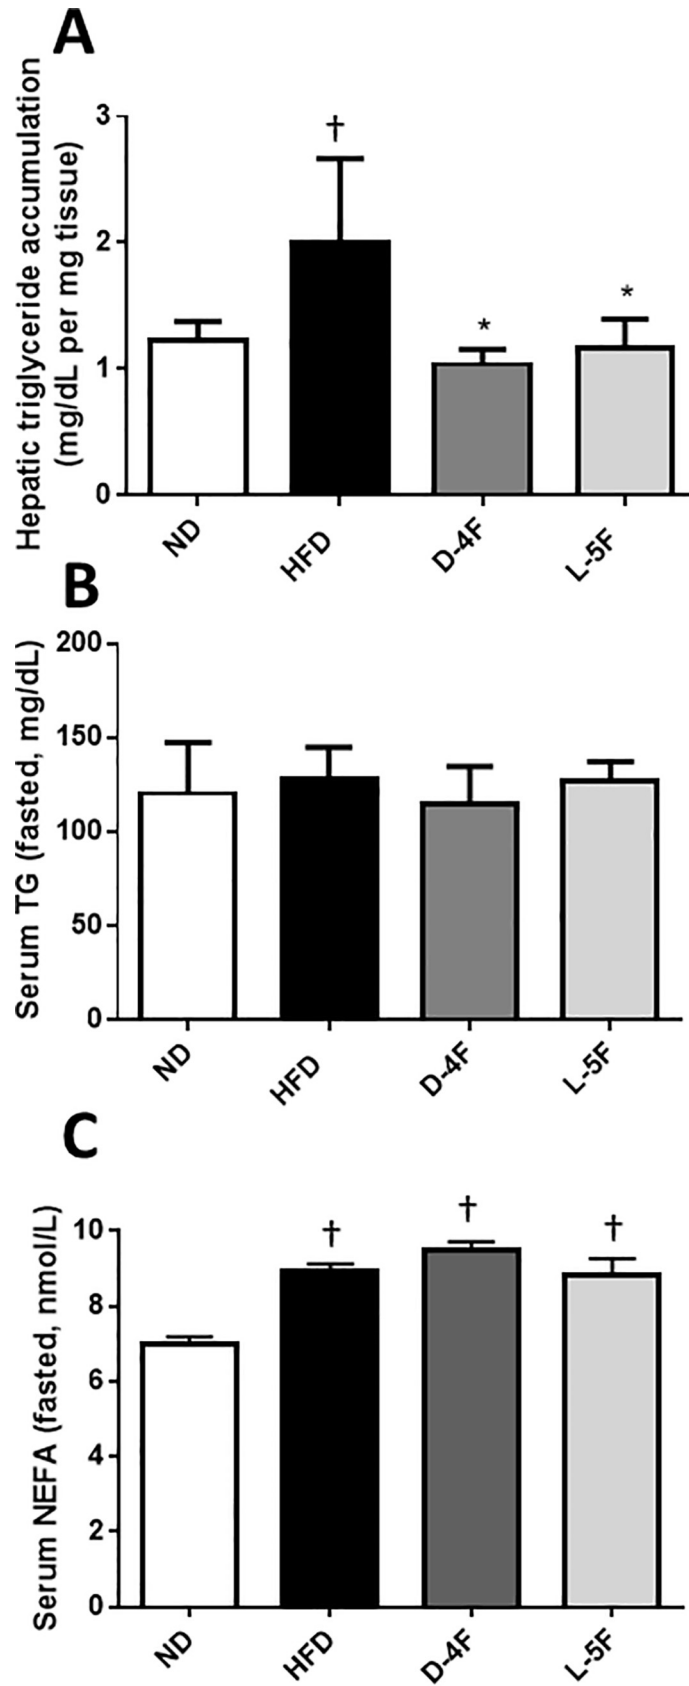 A
Hepatic triglyceride accumulation
(mg/dL per mg tissue)
3
2
1
0
†
*
*
ND
HFD
D-4F
L-5F
B
Serum TG (fasted, mg/dL)
200
150
100
50
0
ND
HFD
D-4F
L-5F
C
Serum NEFA (fasted, nmol/L)
10
8
6
4
2
0
†
†
†
ND
HFD
D-4F
L-5F